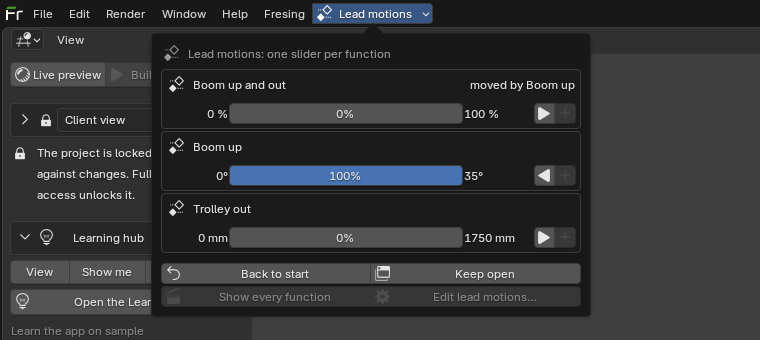 Fr File Edit Render Window Help Fresing Lead motions
View
Lead motions: one slider per function
Live preview Buil
Boom up and out moved by Boom up
0 % 0% 100 %
Client view
Boom up
The project is locked
against changes. Full
access unlocks it.
0° 100% 35°
Trolley out
Learning hub
0 mm 0% 1750 mm
View Show me
Back to start Keep open
Open the Lear
Show every function Edit lead motions...
Learn the app on sample